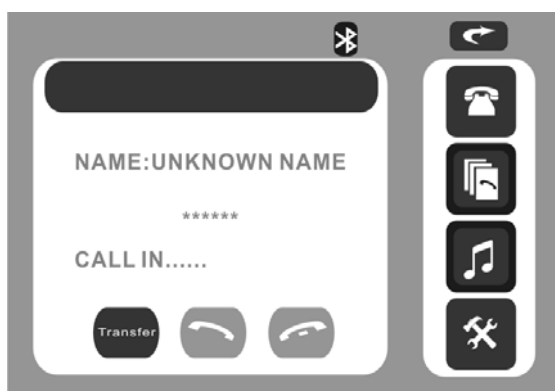 NAME:UNKNOWN NAME
******
CALL IN......
Transfer